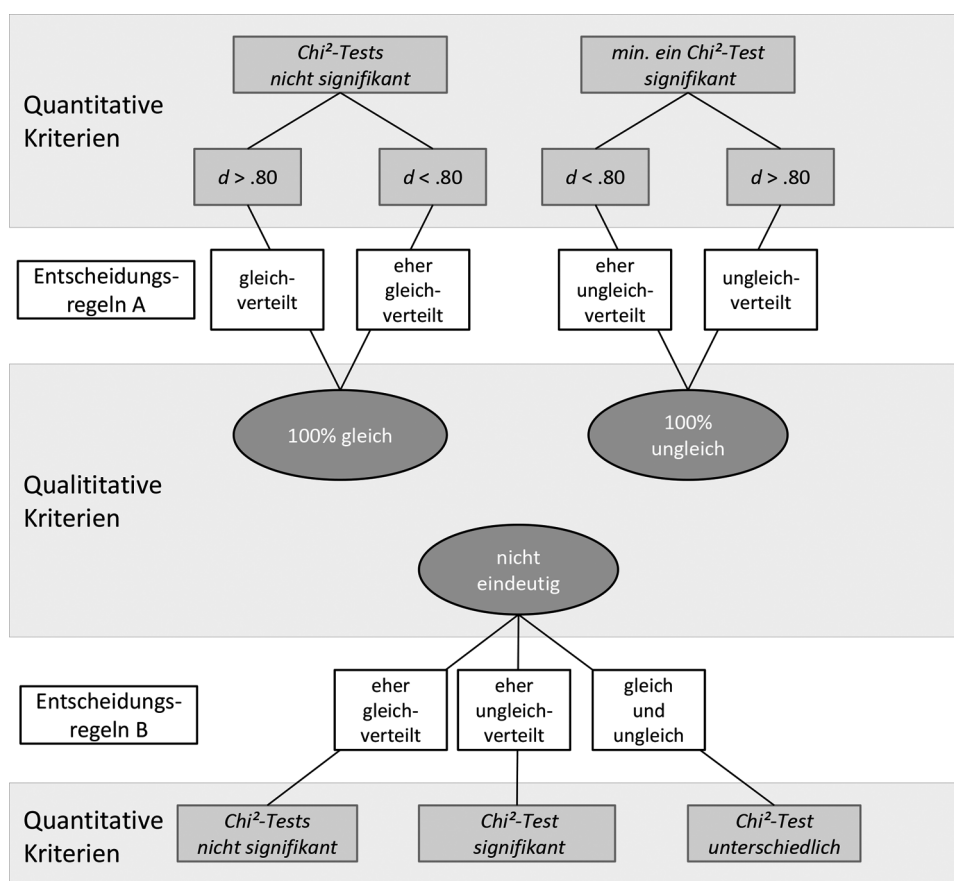 Chi²-Tests
nicht signifikant
min. ein Chi²-Test
signifikant
Quantitative
Kriterien
d > .80
d < .80
d < .80
d > .80
Entscheidungs-
regeln A
gleich-
verteilt
eher
gleich-
verteilt
eher
ungleich-
verteilt
ungleich-
verteilt
100% gleich
100%
ungleich
Qualititative
Kriterien
nicht
eindeutig
Entscheidungs-
regeln B
eher
gleich-
verteilt
eher
ungleich-
verteilt
gleich
und
ungleich
Quantitative
Kriterien
Chi²-Tests
nicht signifikant
Chi²-Test
signifikant
Chi²-Test
unterschiedlich